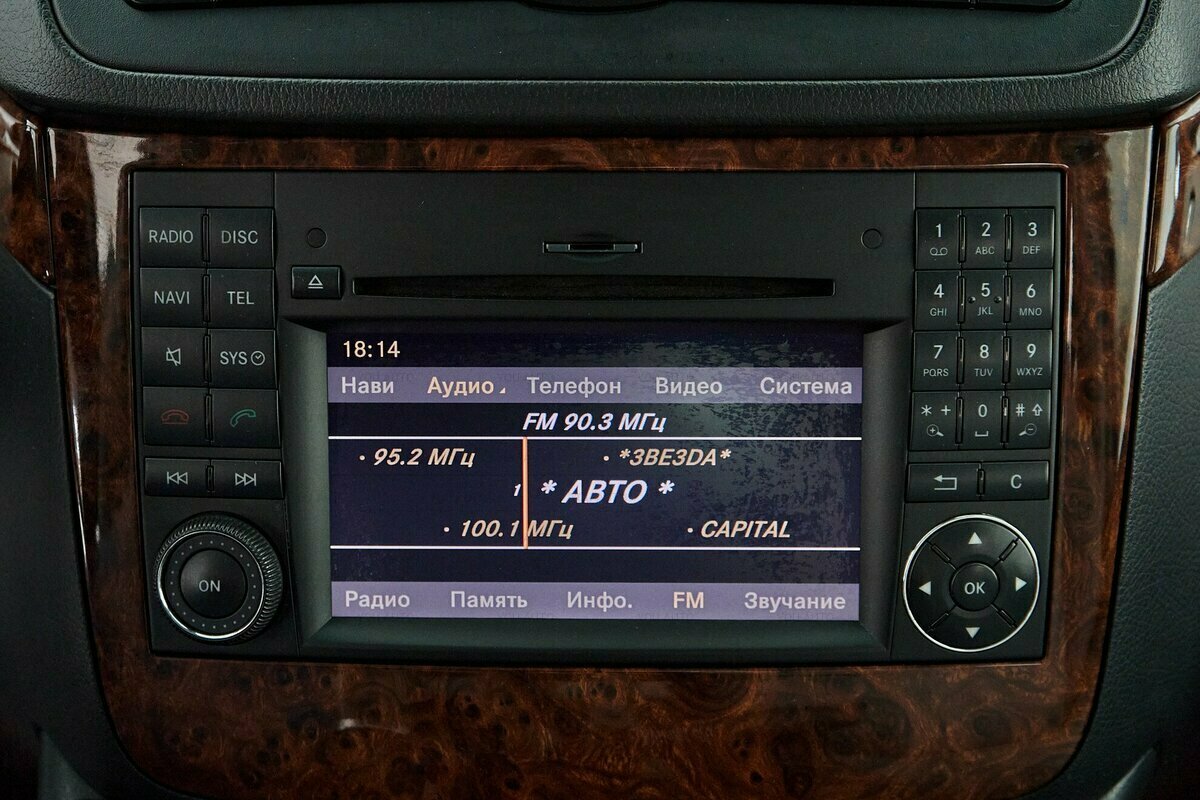 RADIO DISC
NAVI TEL
SYS
ON
18:14
Нави Аудио Телефон Видео Система
FM 90.3 МГц
• 95.2 МГц • *ЗВЕЗDA*
1 * АВТО *
• 100.1 МГц • CAPITAL
Радио Память Инфо. FM Звучание
1 2 ABC 3 DEF
4 GHI 5 JKL 6 MNO
7 PQRS 8 TUV 9 WXYZ
* + 0 #
C
OK